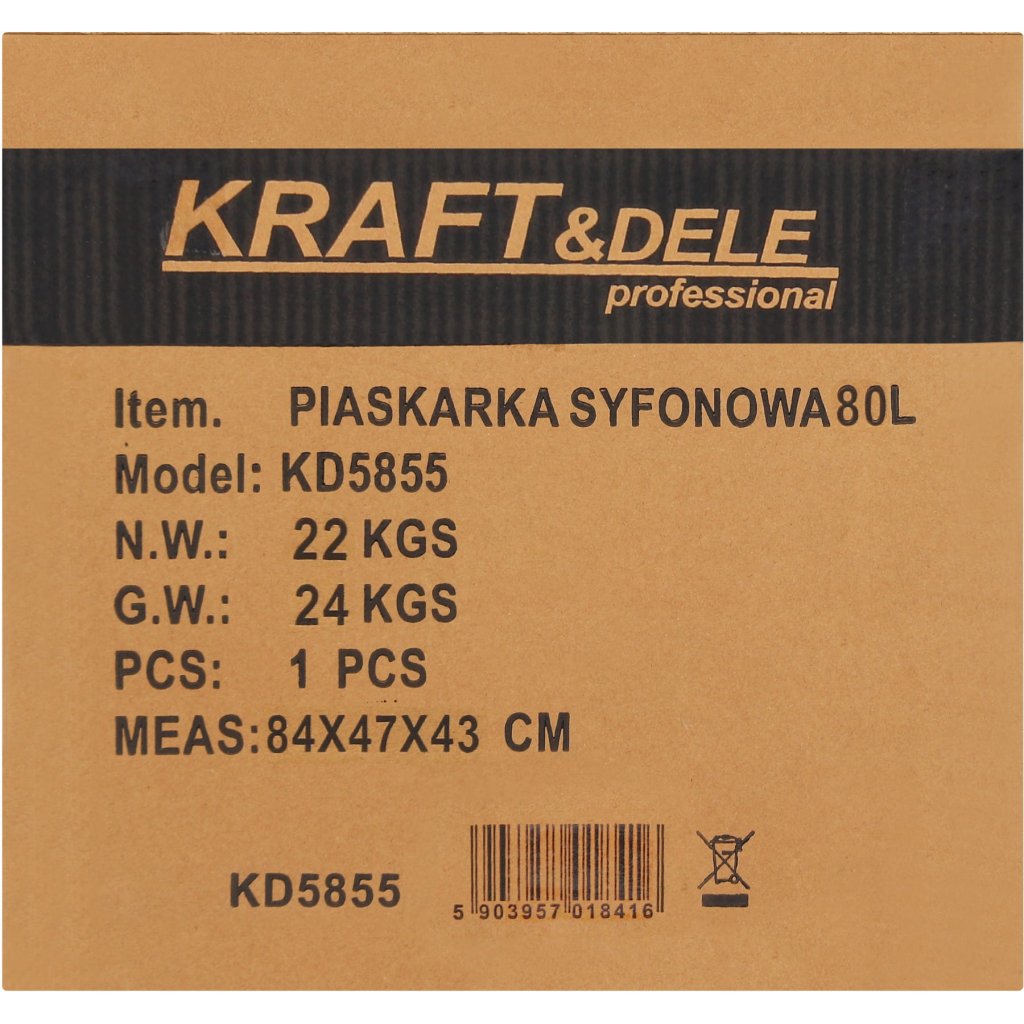 KRAFT&DELE
professional
Item. PIASKARKA SYFONOWA 80L
Model: KD5855
N.W.: 22 KGS
G.W.: 24 KGS
PCS: 1 PCS
MEAS: 84X47X43 CM
KD5855
5 903957 018416